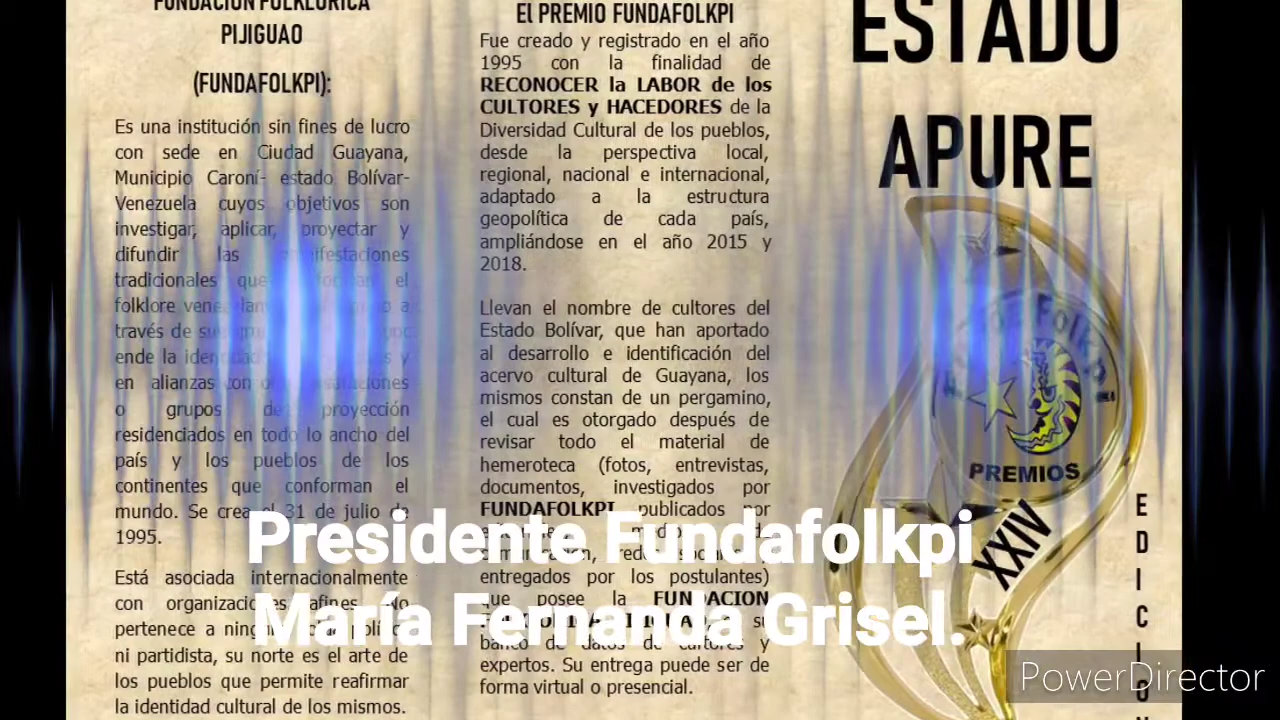 FUNDACIÓN FOLKLÓRICA
PIJIGUAO
(FUNDAFOLKPI):
Es una institución sin fines de lucro
con sede en Ciudad Guayana,
Municipio Caroní- estado Bolívar-
Venezuela cuyos objetivos son
investigar, aplicar, proyectar y
difundir las manifestaciones
tradicionales que el
folklore a
través de
ende la y
en alianzas con
o grupos de proyección
residenciados en todo lo ancho del
país y los pueblos de los
continentes que conforman el
mundo. Se crea el 31 de julio de
1995.
Está asociada internacionalmente
con organizaciones afines. No
pertenece a
ni partidista, su norte es el arte de
los pueblos que permite reafirmar
la identidad cultural de los mismos.
El PREMIO FUNDAFOLKPI
Fue creado y registrado en el año
1995 con la finalidad de
RECONOCER la LABOR de los
CULTORES y HACEDORES de la
Diversidad Cultural de los pueblos,
desde la perspectiva local,
regional, nacional e internacional,
adaptado a la estructura
geopolítica de cada país,
ampliándose en el año 2015 y
2018.
Llevan el nombre de cultores del
Estado Bolívar, que han aportado
al desarrollo e identificación del
acervo cultural de Guayana, los
mismos constan de un pergamino,
el cual es otorgado después de
revisar todo el material de
hemeroteca (fotos, entrevistas,
documentos, investigados por
FUNDAFOLKPI publicados por
entregados por los postulantes)
que posee la FUNDACION
banco de datos de cultores y
expertos. Su entrega puede ser de
forma virtual o presencial.
ESTADO
APURE
PREMIOS
XXIV
EDICION
Presidente Fundafolkpi
María Fernanda Grisel.
PowerDirector